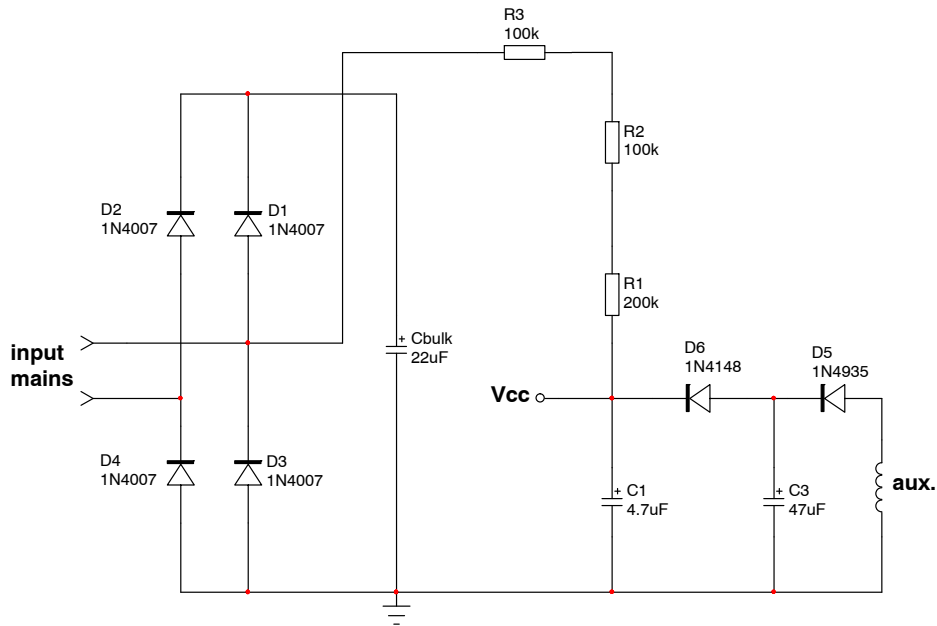 R3
100k
R2
100k
D2
1N4007
D1
1N4007
R1
200k
input
mains
Cbulk
22uF
D6
1N4148
D5
1N4935
Vcc
D4
1N4007
D3
1N4007
C1
4.7uF
C3
47uF
aux.
+
+
+